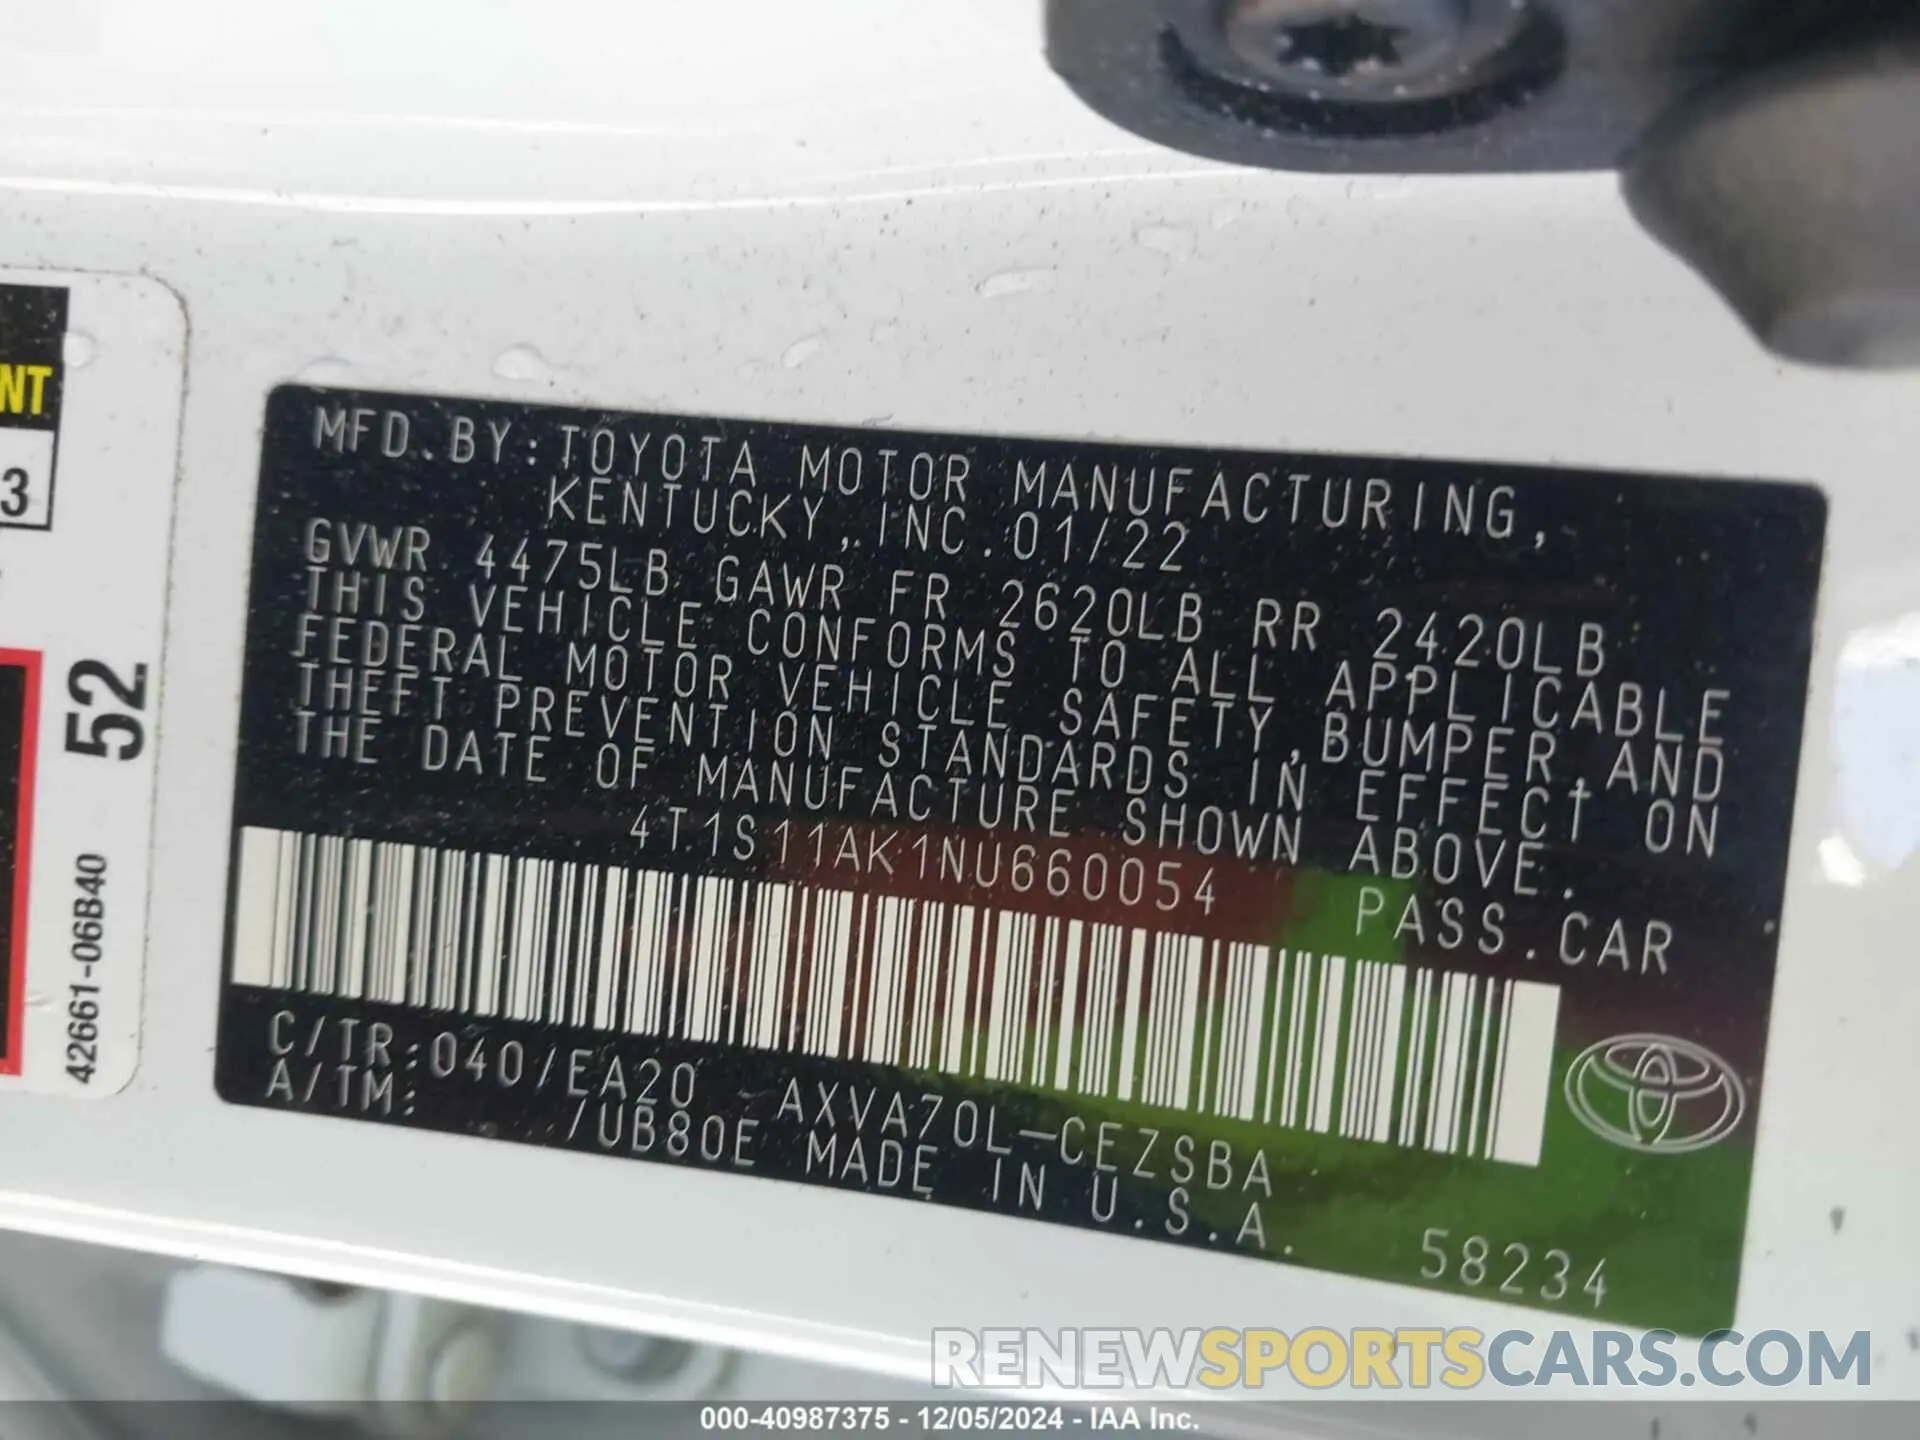 NT
3
52
42661-06B40
MFD. BY: TOYOTA MOTOR MANUFACTURING,
KENTUCKY, INC. 01/22
GVWR 4475LB GAWR FR 2620LB RR 2420LB
THIS VEHICLE CONFORMS TO ALL APPLICABLE
FEDERAL MOTOR VEHICLE SAFETY, BUMPER, AND
THEFT PREVENTION STANDARDS IN EFFECT ON
THE DATE OF MANUFACTURE SHOWN ABOVE.
4T1S11AK1NU660054 PASS. CAR
C/TR: 040/EA20 AXVA70L-CEZSBA
A/TM: /UB80E MADE IN U.S.A.
58234
RENEWSPORTSCARS.COM
000-40987375 - 12/05/2024 - IAA Inc.